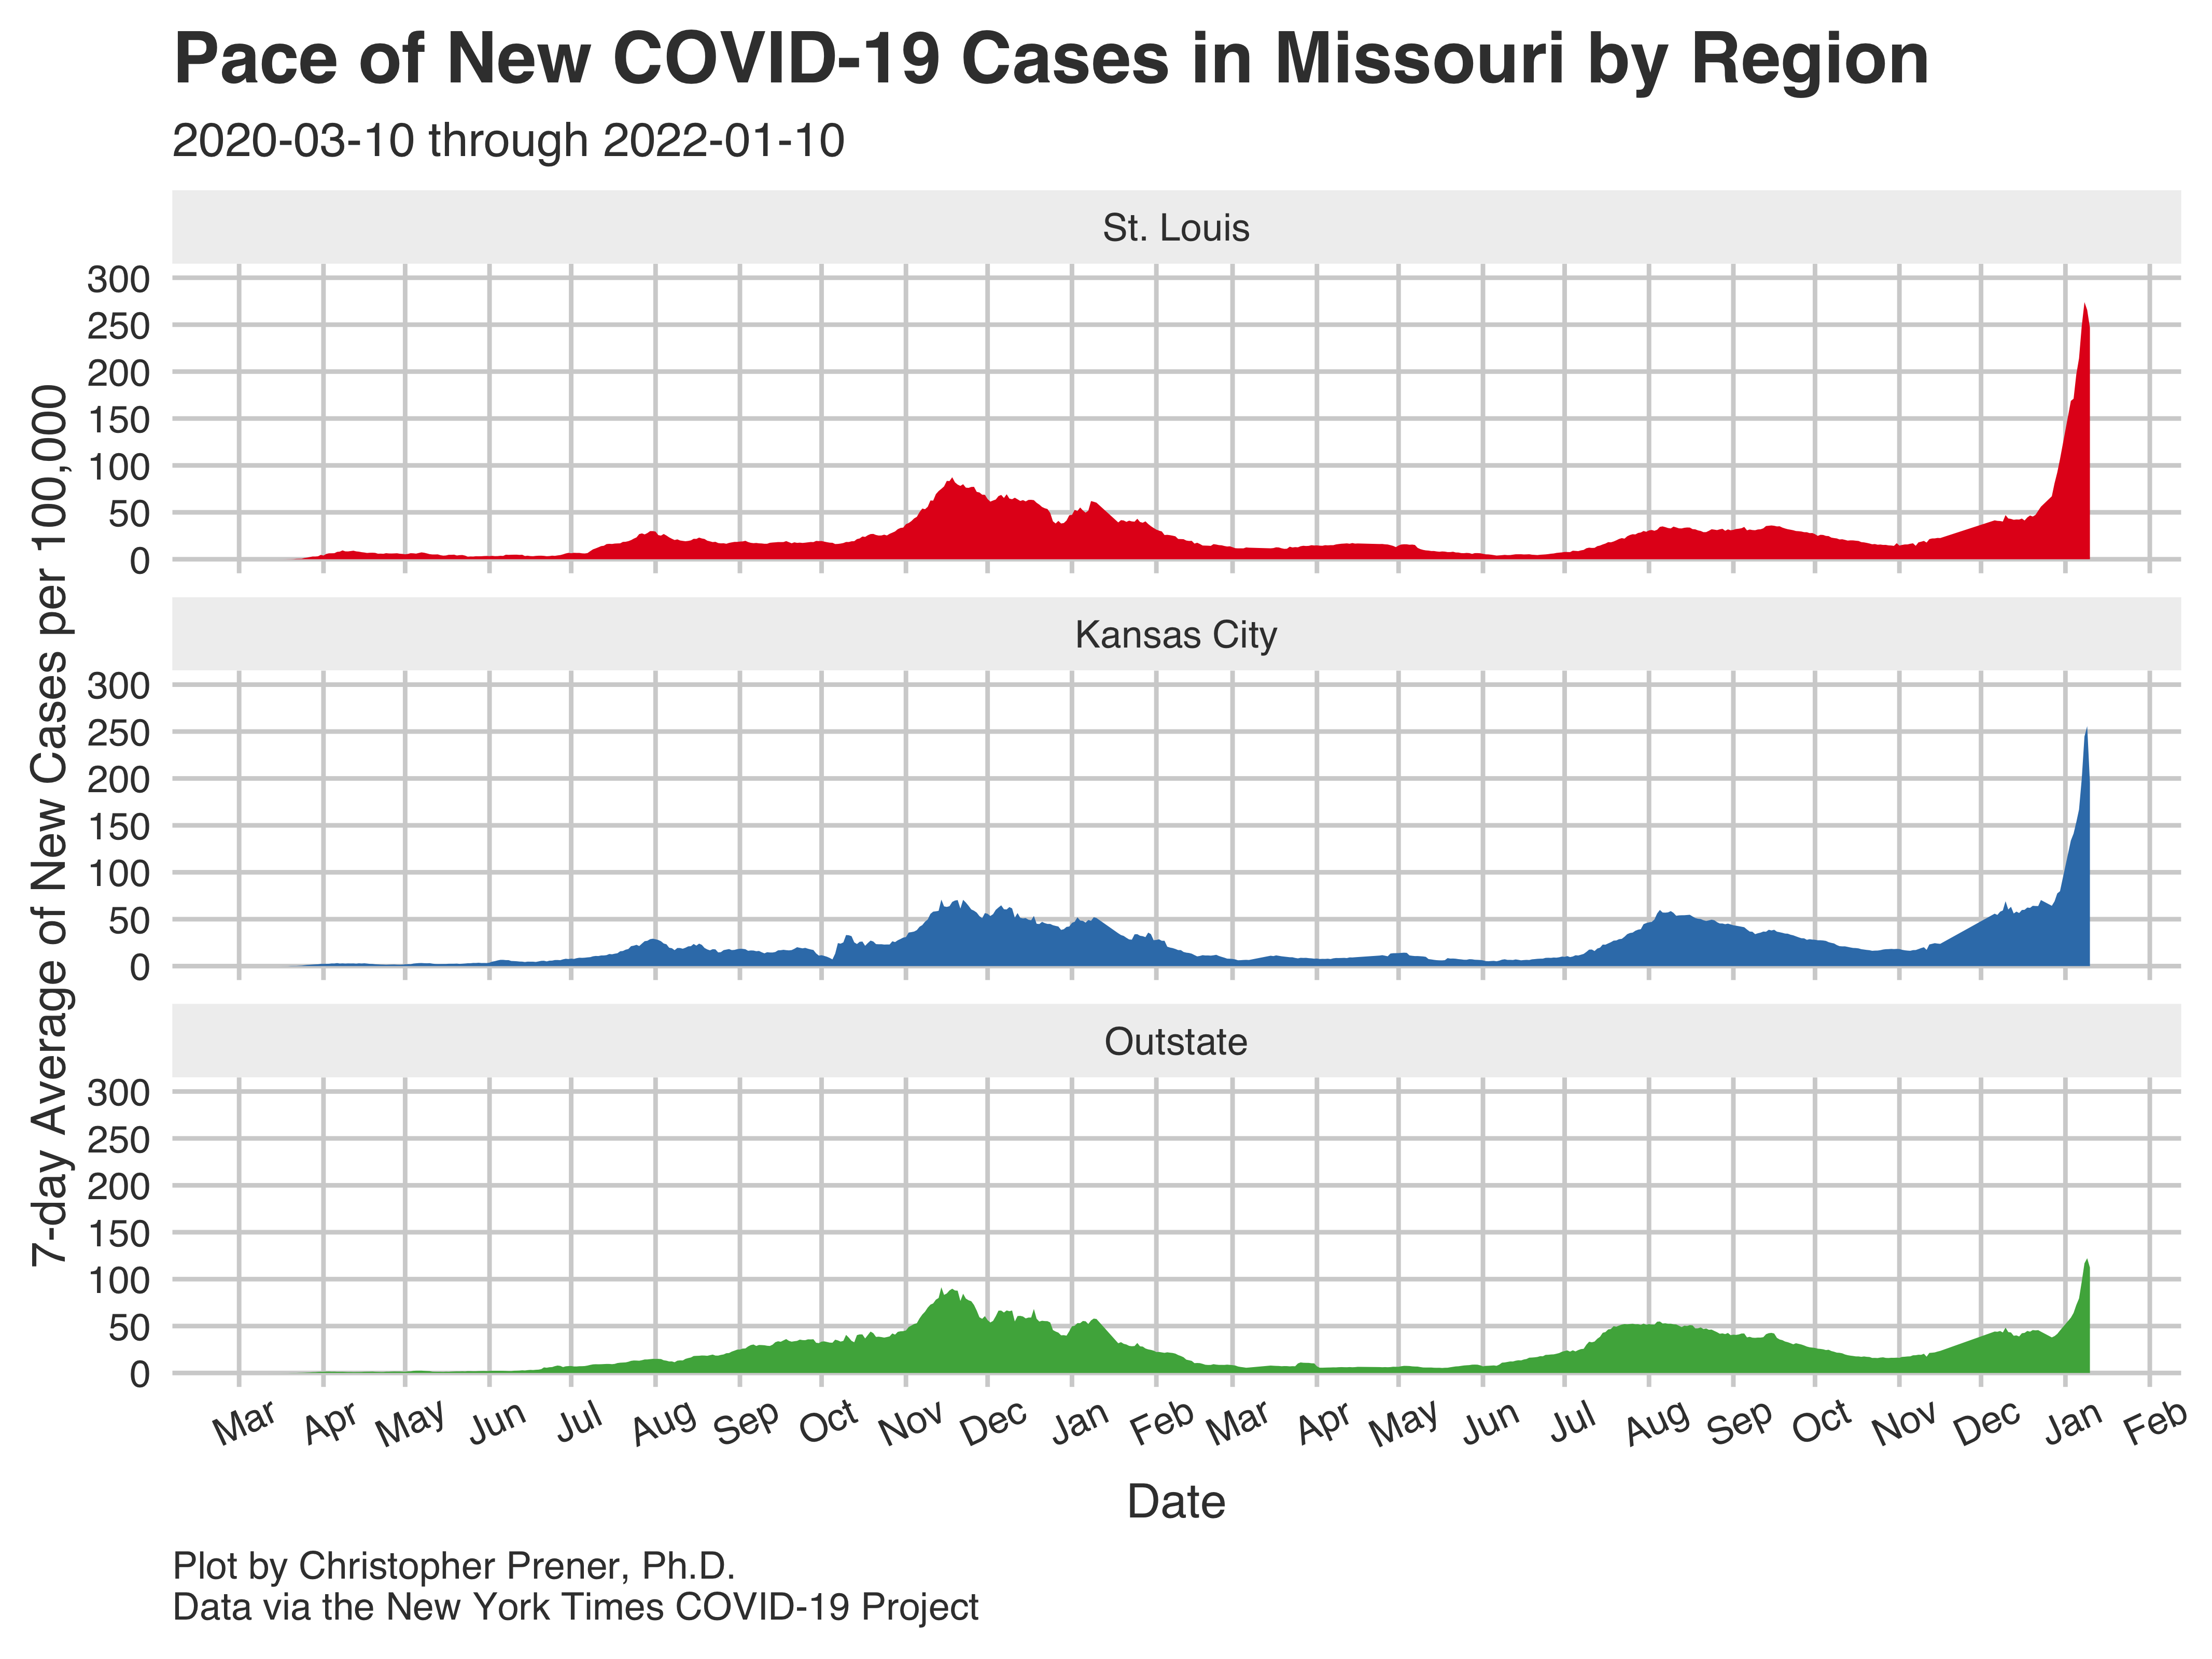 Pace of New COVID-19 Cases in Missouri by Region
2020-03-10 through 2022-01-10
7-day Average of New Cases per 100,000
St. Louis
300
250
200
150
100
50
0
Kansas City
300
250
200
150
100
50
0
Outstate
300
250
200
150
100
50
0
Mar Apr May Jun Jul Aug Sep Oct Nov Dec Jan Feb Mar Apr May Jun Jul Aug Sep Oct Nov Dec Jan Feb
Date
Plot by Christopher Prener, Ph.D.
Data via the New York Times COVID-19 Project